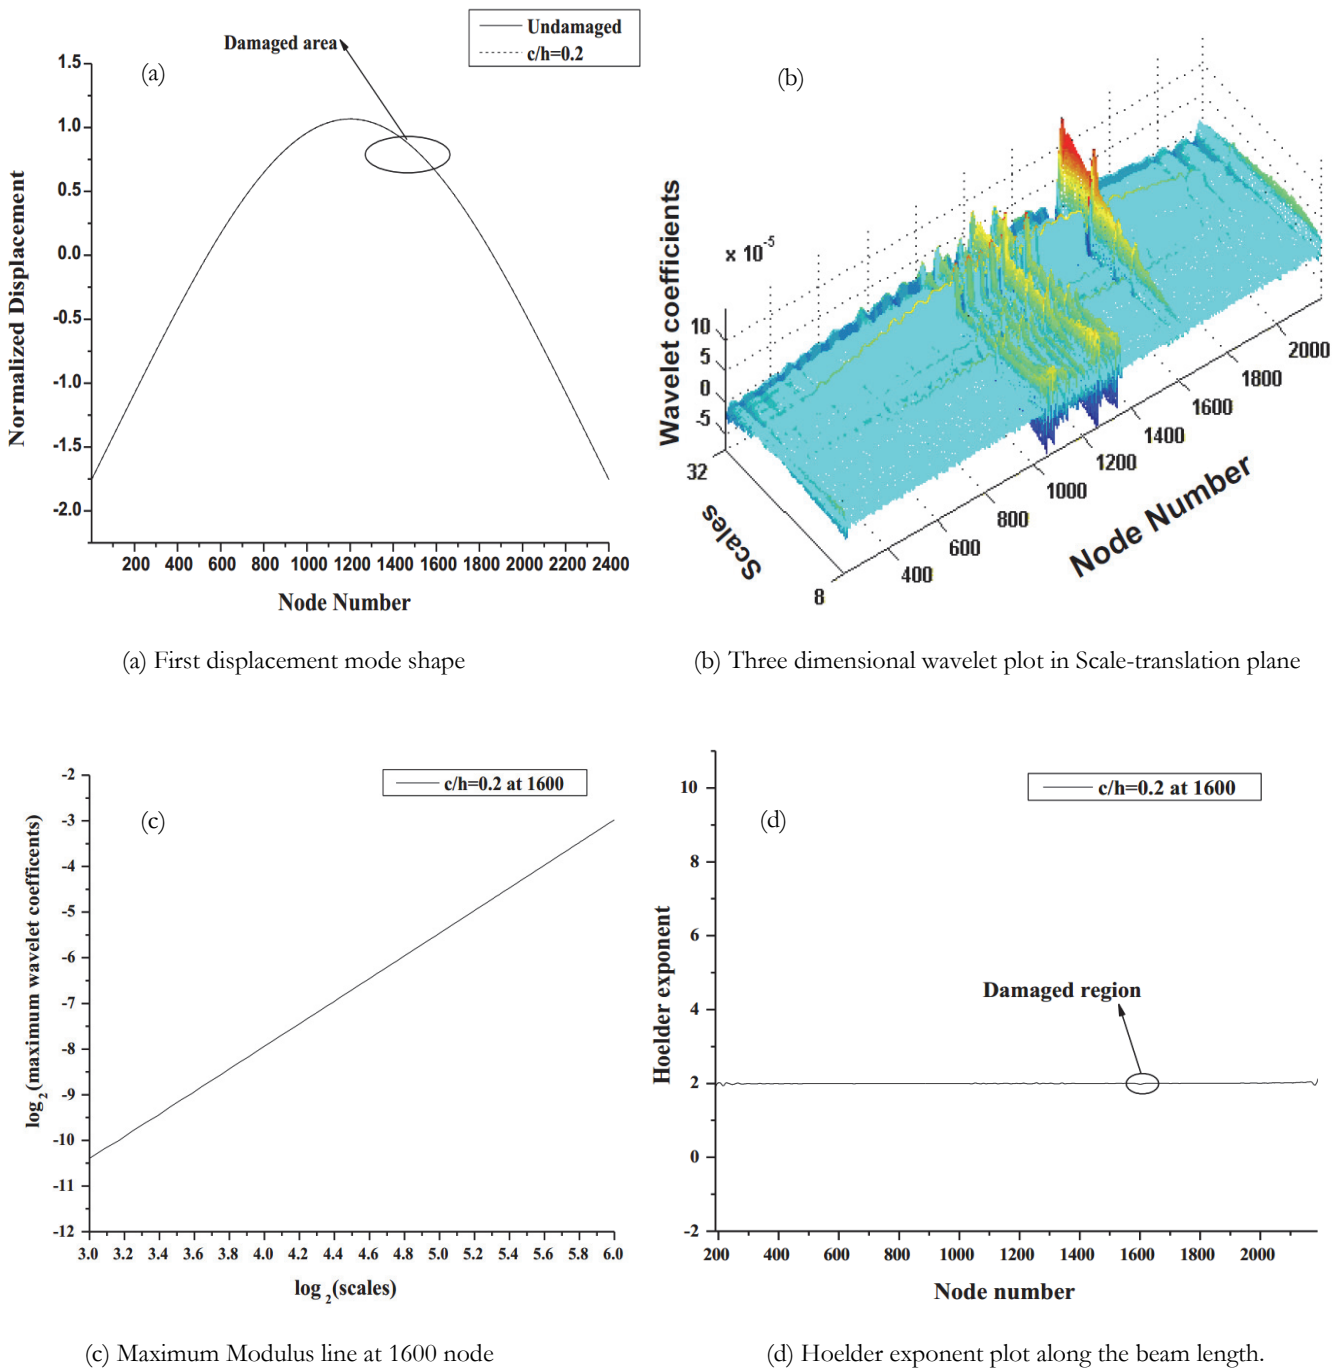 Undamaged
c/h=0.2
Damaged area
(a)
1.5
1.0
0.5
0.0
-0.5
-1.0
-1.5
-2.0
Normalized Displacement
200 400 600 800 1000 1200 1400 1600 1800 2000 2200 2400
Node Number
(a) First displacement mode shape
(b)
Wavelet coefficients
x 10-5
10
5
0
-5
32
Scales
8
400
600
800
1000
1200
1400
1600
1800
2000
Node Number
(b) Three dimensional wavelet plot in Scale-translation plane
c/h=0.2 at 1600
(c)
-2
-3
-4
-5
-6
-7
-8
-9
-10
-11
-12
log2(maximum wavelet coefficents)
3.0 3.2 3.4 3.6 3.8 4.0 4.2 4.4 4.6 4.8 5.0 5.2 5.4 5.6 5.8 6.0
log2(scales)
(c) Maximum Modulus line at 1600 node
c/h=0.2 at 1600
(d)
10
8
6
4
2
0
-2
Hoelder exponent
Damaged region
200 400 600 800 1000 1200 1400 1600 1800 2000
Node number
(d) Hoelder exponent plot along the beam length.